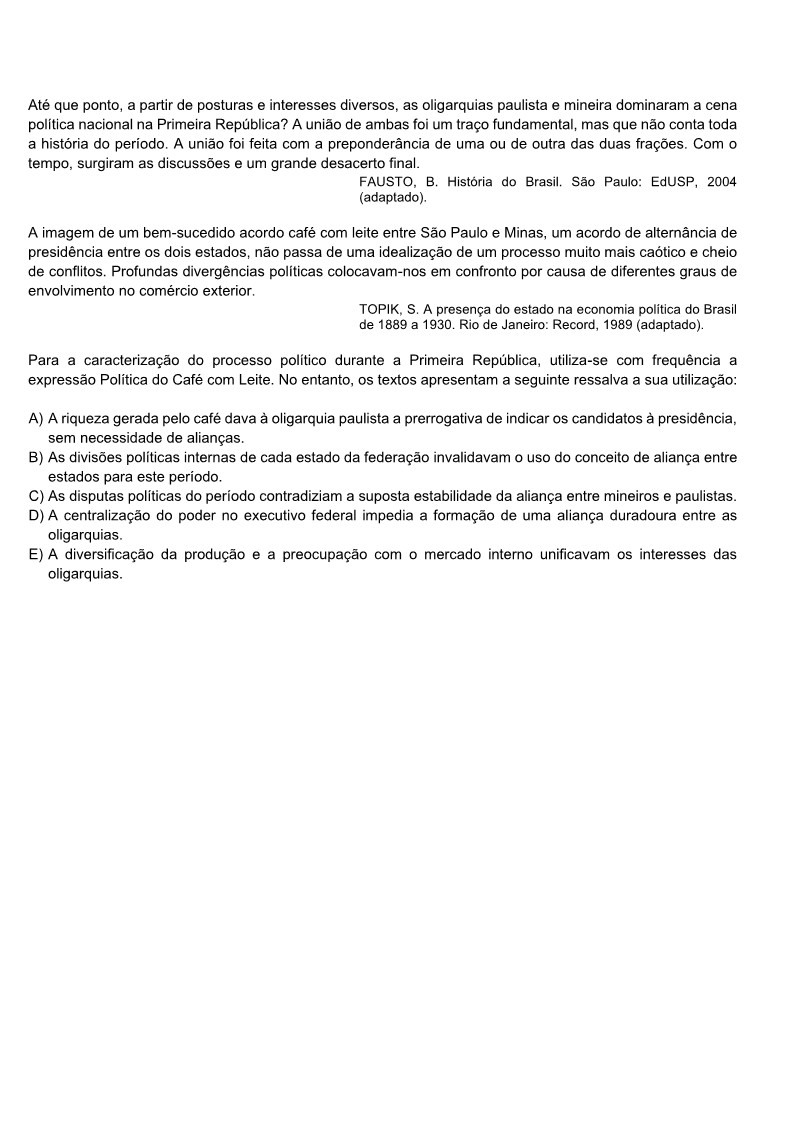 Até que ponto, a partir de posturas e interesses diversos, as oligarquias paulista e mineira dominaram a cena
política nacional na Primeira República? A união de ambas foi um traço fundamental, mas que não conta toda
a história do período. A união foi feita com a preponderância de uma ou de outra das duas frações. Com o
tempo, surgiram as discussões e um grande desacerto final.
FAUSTO, B. História do Brasil. São Paulo: EdUSP, 2004
(adaptado).
A imagem de um bem-sucedido acordo café com leite entre São Paulo e Minas, um acordo de alternância de
presidência entre os dois estados, não passa de uma idealização de um processo muito mais caótico e cheio
de conflitos. Profundas divergências políticas colocavam-nos em confronto por causa de diferentes graus de
envolvimento no comércio exterior.
TOPIK, S. A presença do estado na economia política do Brasil
de 1889 a 1930. Rio de Janeiro: Record, 1989 (adaptado).
Para a caracterização do processo político durante a Primeira República, utiliza-se com frequência a
expressão Política do Café com Leite. No entanto, os textos apresentam a seguinte ressalva a sua utilização:
A) A riqueza gerada pelo café dava à oligarquia paulista a prerrogativa de indicar os candidatos à presidência,
sem necessidade de alianças.
B) As divisões políticas internas de cada estado da federação invalidavam o uso do conceito de aliança entre
estados para este período.
C) As disputas políticas do período contradiziam a suposta estabilidade da aliança entre mineiros e paulistas.
D) A centralização do poder no executivo federal impedia a formação de uma aliança duradoura entre as
oligarquias.
E) A diversificação da produção e a preocupação com o mercado interno unificavam os interesses das
oligarquias.